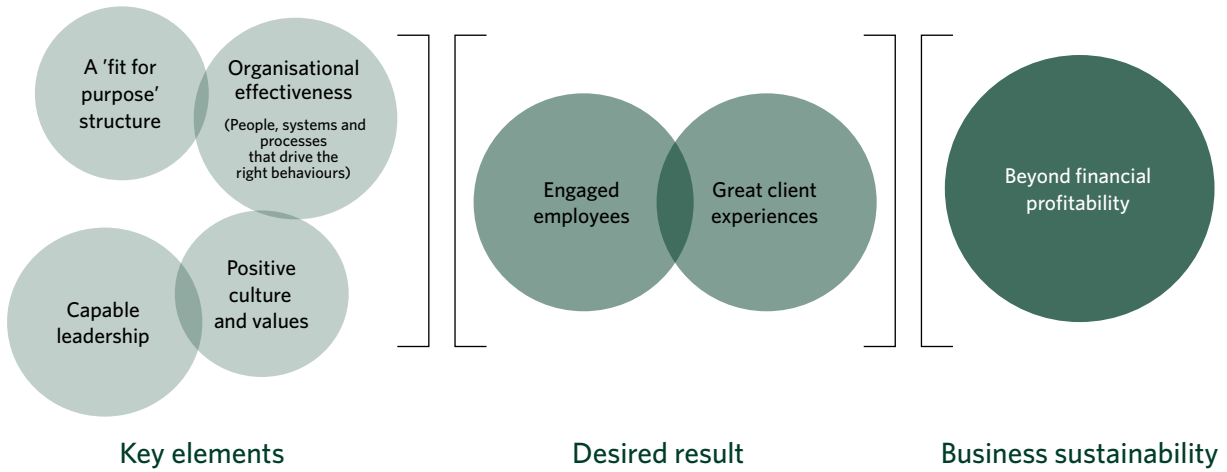 A 'fit for
purpose'
structure
Organisational
effectiveness
(People, systems and
processes
that drive the
right behaviours)
Capable
leadership
Positive
culture
and values
Engaged
employees
Great client
experiences
Beyond financial
profitability
Key elements
Desired result
Business sustainability